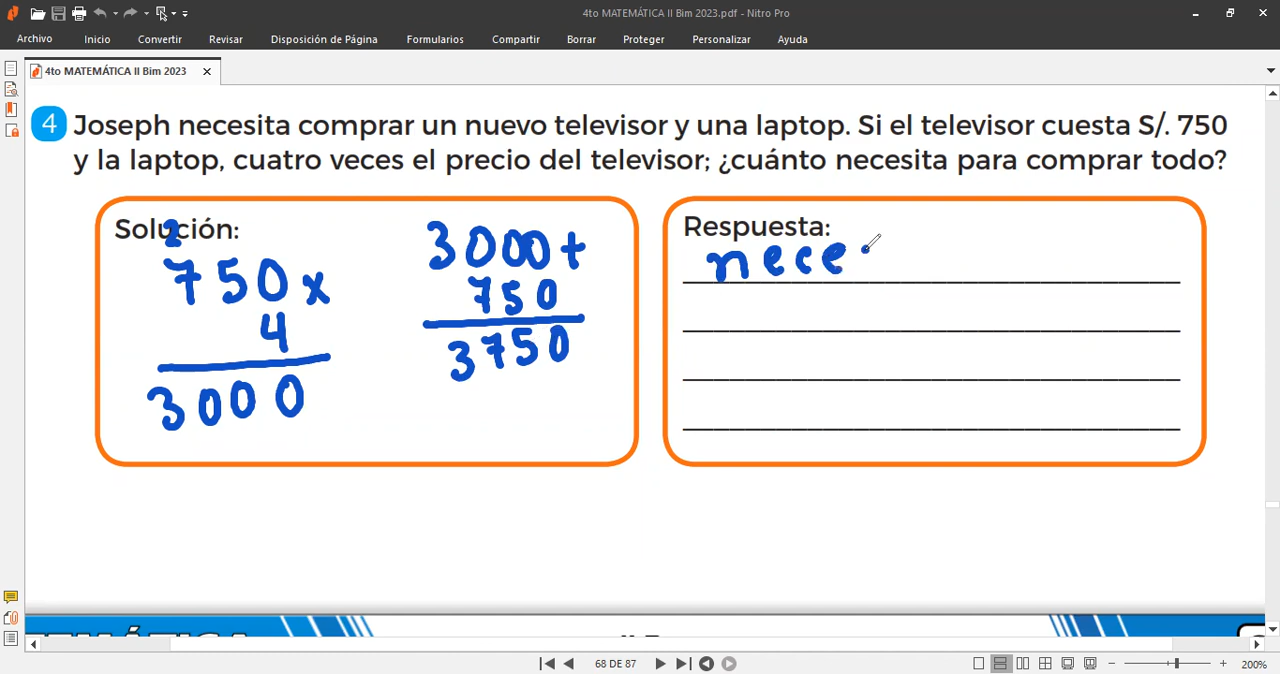 4to MATEMÁTICA II Bim 2023.pdf - Nitro Pro
Archivo Inicio Convertir Revisar Disposición de Página Formularios Compartir Borrar Proteger Personalizar Ayuda
4to MATEMÁTICA II Bim 2023
4 Joseph necesita comprar un nuevo televisor y una laptop. Si el televisor cuesta S/. 750
y la laptop, cuatro veces el precio del televisor; ¿cuánto necesita para comprar todo?
Solución:
2
750x
4
3000
3000+
750
3750
Respuesta:
nece
68 DE 87
200%